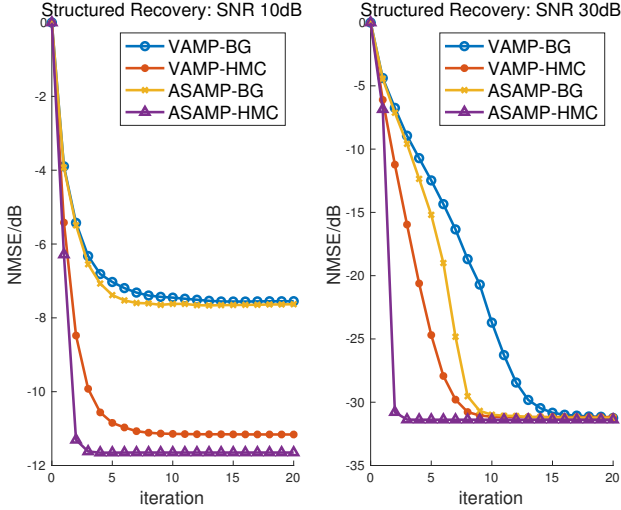 Structured Recovery: SNR 10dB
0
-2
-4
-6
-8
-10
-12
NMSE/dB
0
5
10
15
20
iteration
VAMP-BG
VAMP-HMC
ASAMP-BG
ASAMP-HMC
Structured Recovery: SNR 30dB
0
-5
-10
-15
-20
-25
-30
-35
NMSE/dB
0
5
10
15
20
iteration
VAMP-BG
VAMP-HMC
ASAMP-BG
ASAMP-HMC